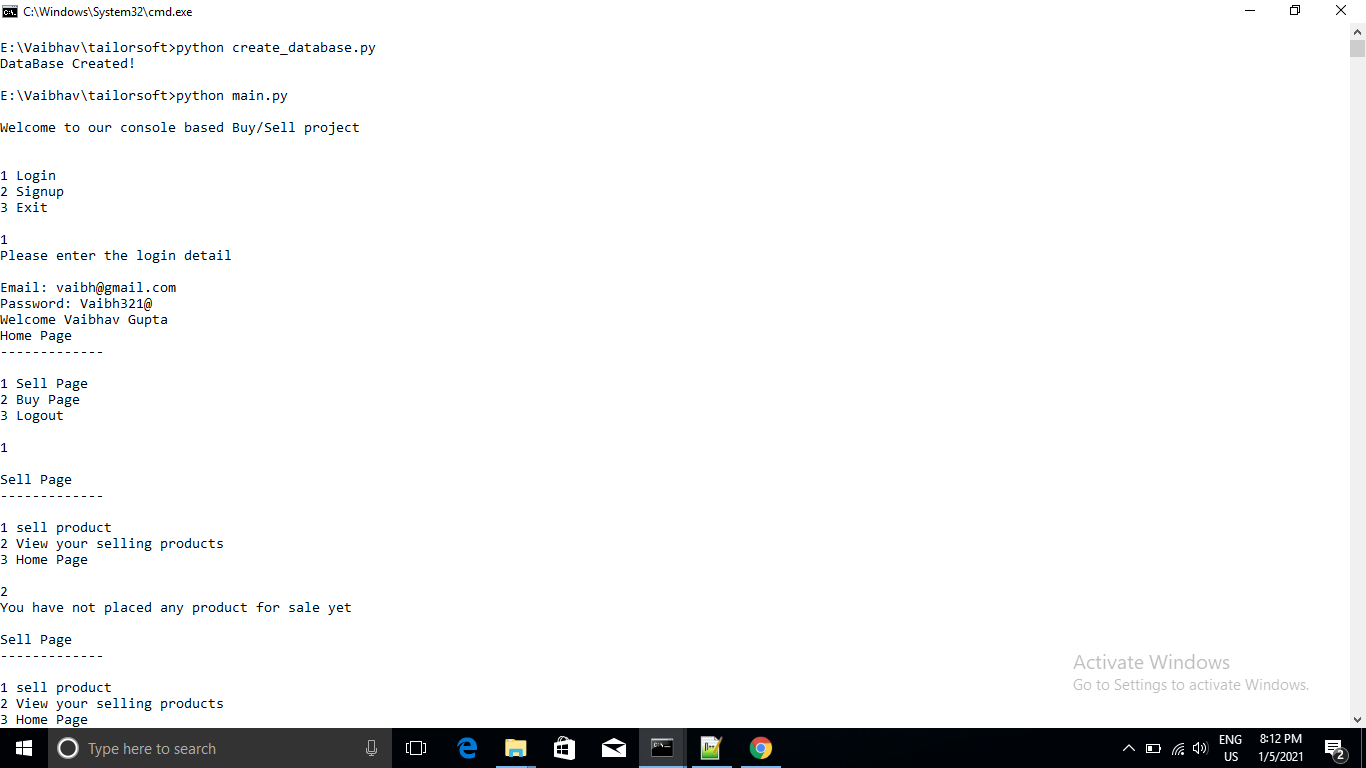 C:\Windows\System32\cmd.exe
E:\Vaibhav\tailorsoft>python create_database.py
DataBase Created!
E:\Vaibhav\tailorsoft>python main.py
Welcome to our console based Buy/Sell project
1 Login
2 Signup
3 Exit
1
Please enter the login detail
Email: vaibh@gmail.com
Password: Vaibh321@
Welcome Vaibhav Gupta
Home Page
-------------
1 Sell Page
2 Buy Page
3 Logout
1
Sell Page
-------------
1 sell product
2 View your selling products
3 Home Page
2
You have not placed any product for sale yet
Sell Page
-------------
1 sell product
2 View your selling products
3 Home Page
Activate Windows
Go to Settings to activate Windows.
Type here to search
ENG
US
8:12 PM
1/5/2021
2